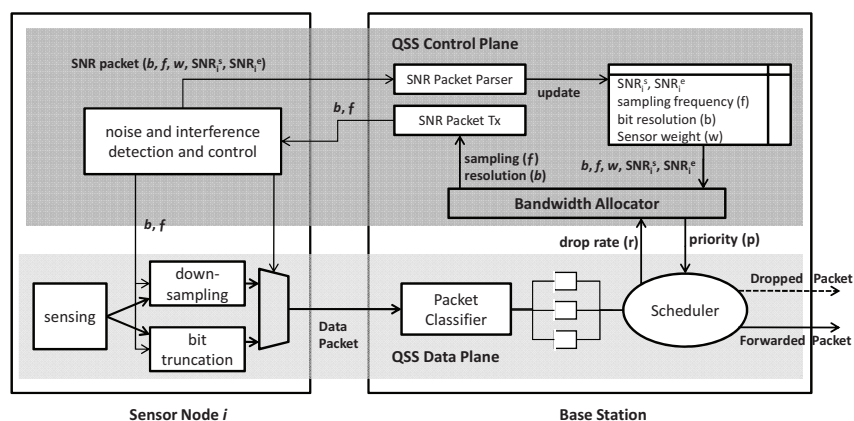 QSS Control Plane
SNR packet (b, f, w, SNRᵢˢ, SNRᵢᵉ)
SNR Packet Parser
update
SNRᵢˢ, SNRᵢᵉ
sampling frequency (f)
bit resolution (b)
Sensor weight (w)
b, f
SNR Packet Tx
noise and interference
detection and control
sampling (f)
resolution (b)
b, f, w, SNRᵢˢ, SNRᵢᵉ
Bandwidth Allocator
b, f
drop rate (r)
priority (p)
sensing
down-
sampling
bit
truncation
Data
Packet
Packet
Classifier
Scheduler
Dropped Packet
Forwarded Packet
QSS Data Plane
Sensor Node i
Base Station